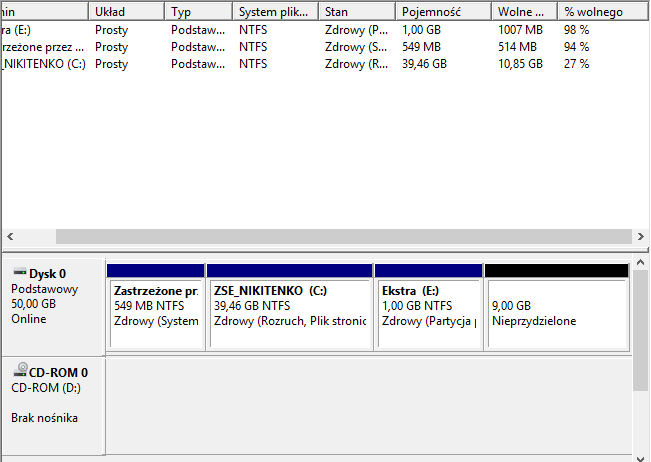 min Układ Typ System plik... Stan Pojemność Wolne ... % wolnego
ra (E:) Prosty Podstaw... NTFS Zdrowy (P... 1,00 GB 1007 MB 98 %
rzeżone przez ... Prosty Podstaw... NTFS Zdrowy (S... 549 MB 514 MB 94 %
_NIKITENKO (C:) Prosty Podstaw... NTFS Zdrowy (R... 39,46 GB 10,85 GB 27 %
Dysk 0
Podstawowy
50,00 GB
Online
Zastrzeżone pr
549 MB NTFS
Zdrowy (System
ZSE_NIKITENKO (C:)
39,46 GB NTFS
Zdrowy (Rozruch, Plik stronic
Ekstra (E:)
1,00 GB NTFS
Zdrowy (Partycja p
9,00 GB
Nieprzydzielone
CD-ROM 0
CD-ROM (D:)
Brak nośnika